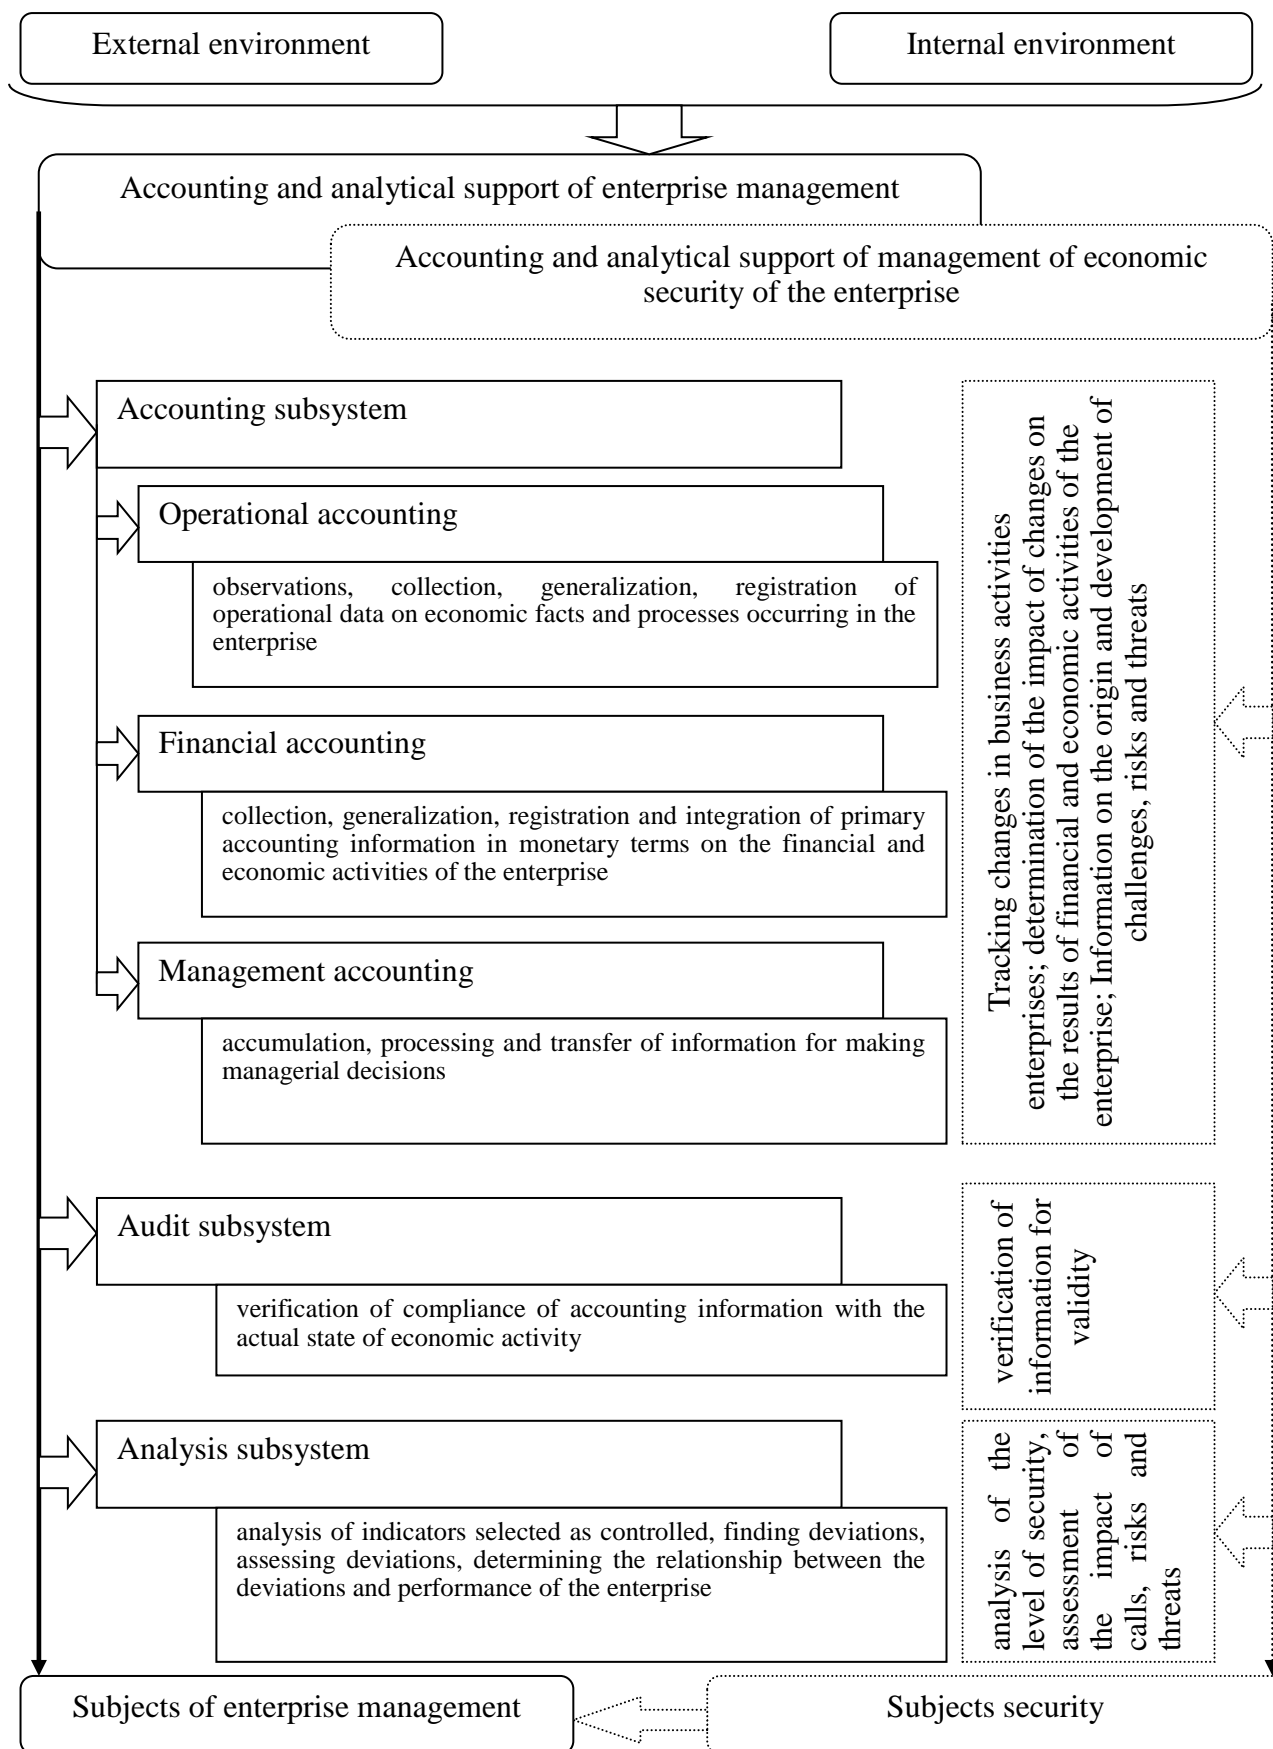 External environment
Internal environment
Accounting and analytical support of enterprise management
Accounting and analytical support of management of economic
security of the enterprise
Accounting subsystem
Operational accounting
observations, collection, generalization, registration of
operational data on economic facts and processes occurring in the
enterprise
Financial accounting
collection, generalization, registration and integration of primary
accounting information in monetary terms on the financial and
economic activities of the enterprise
Management accounting
accumulation, processing and transfer of information for making
managerial decisions
Tracking changes in business activities
enterprises; determination of the impact of changes on
the results of financial and economic activities of the
enterprise; Information on the origin and development of
challenges, risks and threats
Audit subsystem
verification of compliance of accounting information with the
actual state of economic activity
verification of
information for
validity
Analysis subsystem
analysis of indicators selected as controlled, finding deviations,
assessing deviations, determining the relationship between the
deviations and performance of the enterprise
analysis of the
level of security,
assessment of
the impact of
calls, risks and
threats
Subjects of enterprise management
Subjects security